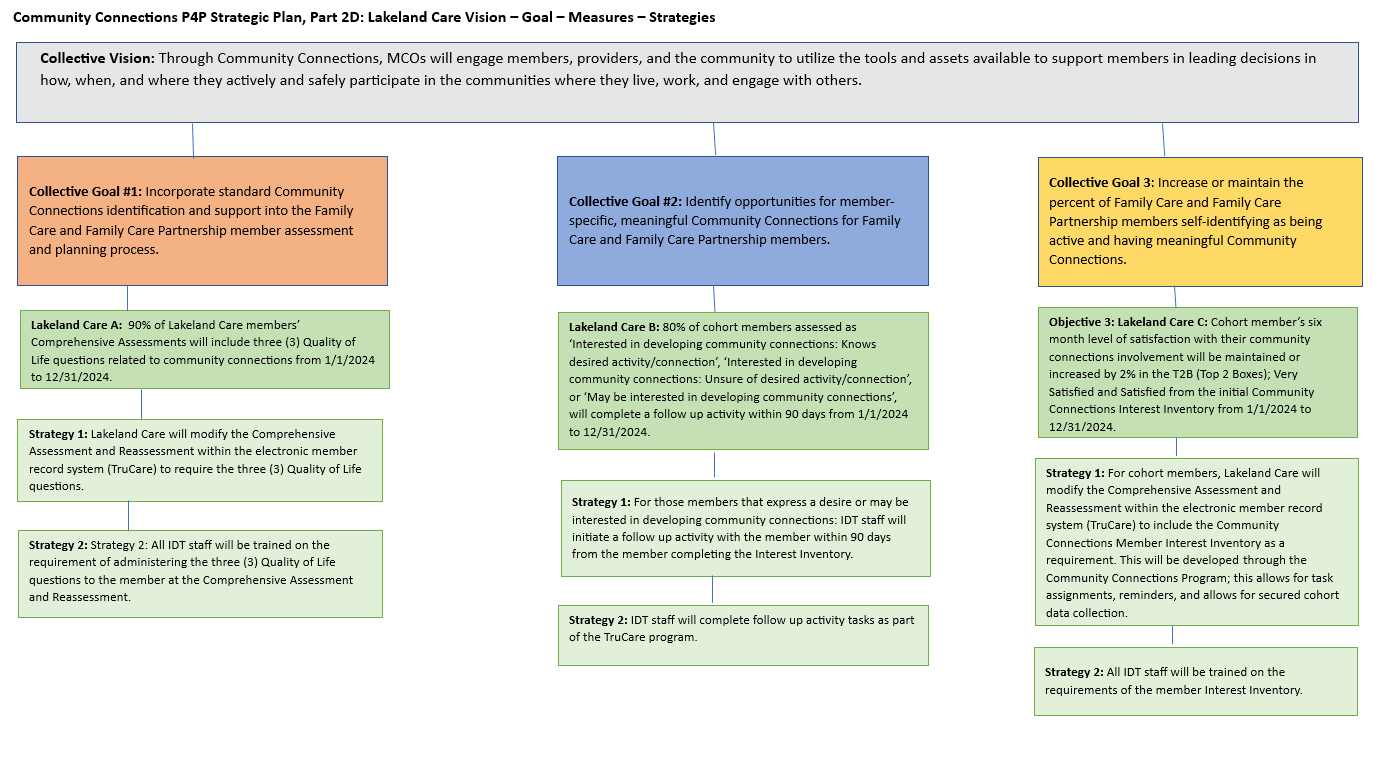 Community Connections P4P Strategic Plan, Part 2D: Lakeland Care Vision – Goal – Measures – Strategies
Collective Vision: Through Community Connections, MCOs will engage members, providers, and the community to utilize the tools and assets available to support members in leading decisions in
how, when, and where they actively and safely participate in the communities where they live, work, and engage with others.
Collective Goal #1: Incorporate standard Community
Connections identification and support into the Family
Care and Family Care Partnership member assessment
and planning process.
Lakeland Care A:  90% of Lakeland Care members’
Comprehensive Assessments will include three (3) Quality of
Life questions related to community connections from 1/1/2024
to 12/31/2024.
Strategy 1: Lakeland Care will modify the Comprehensive
Assessment and Reassessment within the electronic member
record system (TruCare) to require the three (3) Quality of Life
questions.
Strategy 2: Strategy 2: All IDT staff will be trained on the
requirement of administering the three (3) Quality of Life
questions to the member at the Comprehensive Assessment
and Reassessment.
Collective Goal #2: Identify opportunities for member-
specific, meaningful Community Connections for Family
Care and Family Care Partnership members.
Lakeland Care B: 80% of cohort members assessed as
‘Interested in developing community connections: Knows
desired activity/connection’, ‘Interested in developing
community connections: Unsure of desired activity/connection’,
or ‘May be interested in developing community connections’,
will complete a follow up activity within 90 days from 1/1/2024
to 12/31/2024.
Strategy 1: For those members that express a desire or may be
interested in developing community connections: IDT staff will
initiate a follow up activity with the member within 90 days
from the member completing the Interest Inventory.
Strategy 2: IDT staff will complete follow up activity tasks as part
of the TruCare program.
Collective Goal 3: Increase or maintain the
percent of Family Care and Family Care
Partnership members self-identifying as being
active and having meaningful Community
Connections.
Objective 3: Lakeland Care C: Cohort member’s six
month level of satisfaction with their community
connections involvement will be maintained or
increased by 2% in the T2B (Top 2 Boxes); Very
Satisfied and Satisfied from the initial Community
Connections Interest Inventory from 1/1/2024 to
12/31/2024.
Strategy 1: For cohort members, Lakeland Care will
modify the Comprehensive Assessment and
Reassessment within the electronic member record
system (TruCare) to include the Community
Connections Member Interest Inventory as a
requirement. This will be developed through the
Community Connections Program; this allows for task
assignments, reminders, and allows for secured cohort
data collection.
Strategy 2: All IDT staff will be trained on the
requirements of the member Interest Inventory.